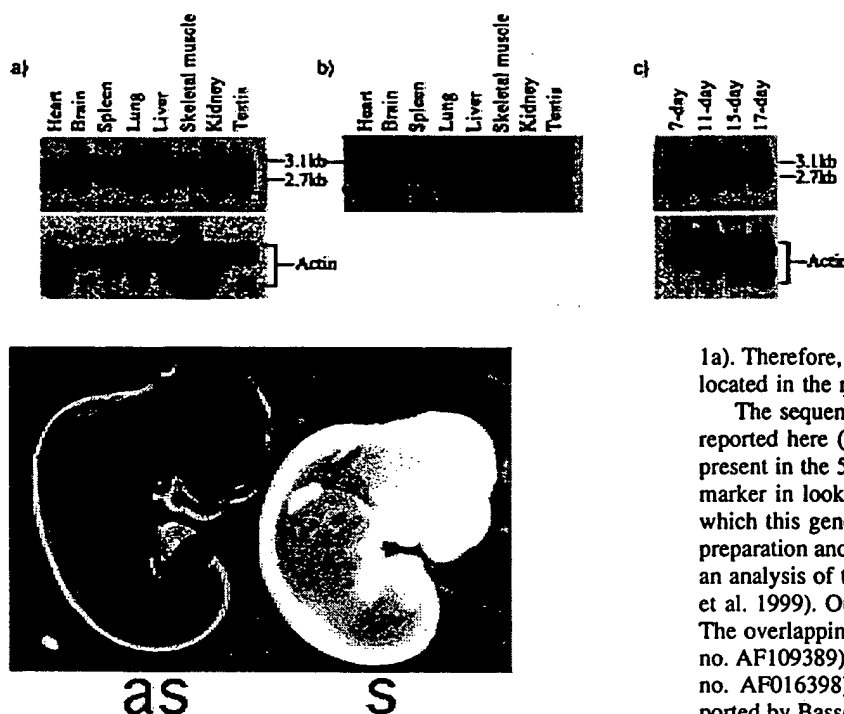 a)
Heart
Brain
Spleen
Lung
Liver
Skeletal muscle
Kidney
Testis
3.1kb
2.7kb
Actin
b)
Heart
Brain
Spleen
Lung
Liver
Skeletal muscle
Kidney
Testis
c)
7-day
11-day
15-day
17-day
3.1kb
2.7kb
Actin
as
s
1a). Therefore,
located in the
The sequen
reported here (
present in the 5
marker in look
which this gen
preparation and
an analysis of t
et al. 1999). O
The overlappin
no. AF109389)
no. AF016398)
ported by Bass